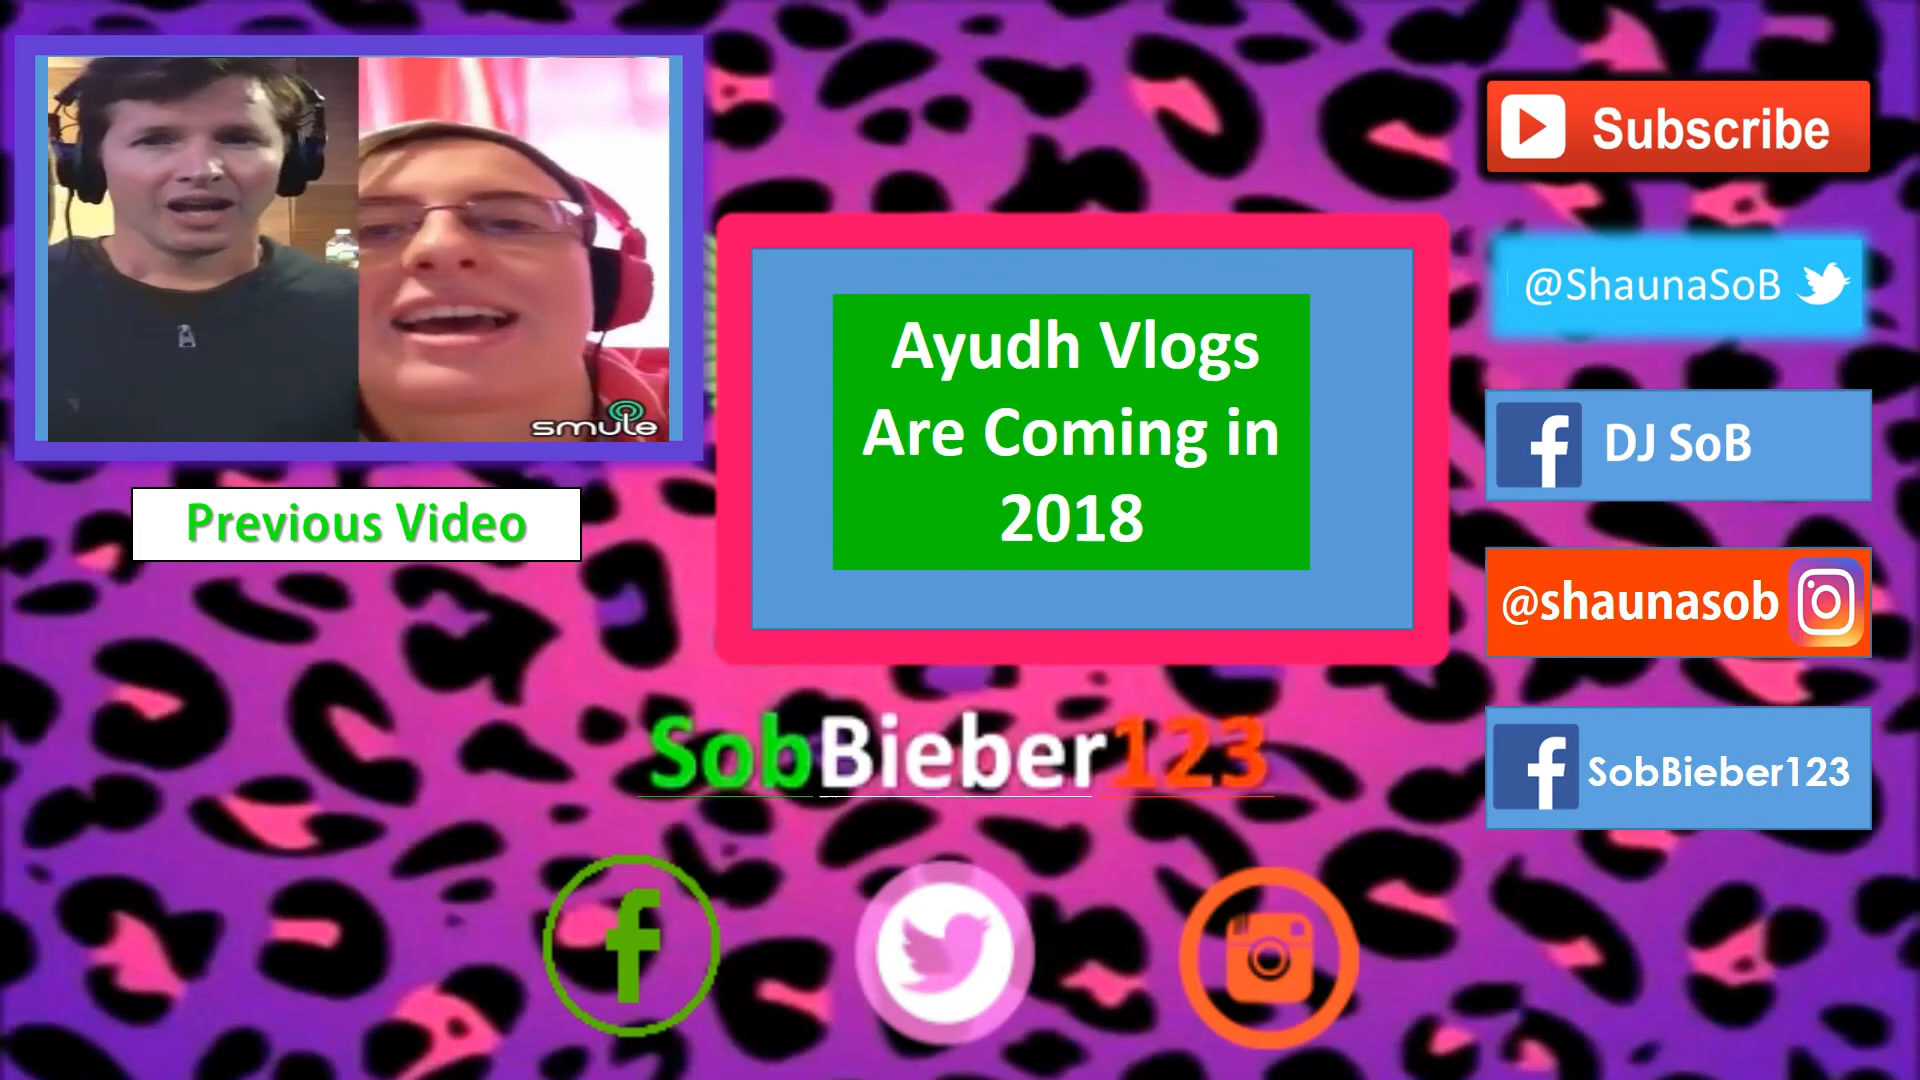 smule
Previous Video
Ayudh Vlogs
Are Coming in
2018
Subscribe
@ShaunaSoB
DJ SoB
@shaunasob
SobBieber123
SobBieber123